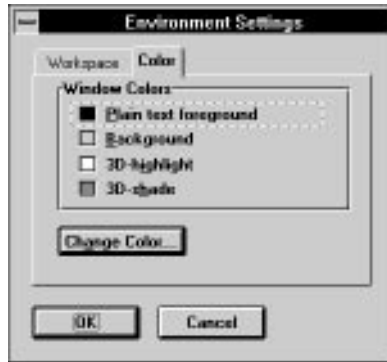 Environment Settings
Workspace Color
Window Colors
Plain text foreground
Background
3D-highlight
3D-shade
Change Color...
OK Cancel